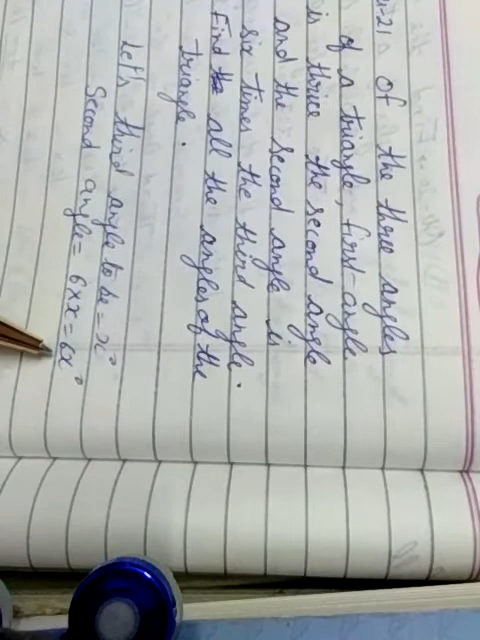 Of the three angles
of a triangle, first-angle
is thrice the second angle
and the second angle is
six times the third angle.
Find the all the angles of the
Triangle.
Let's third angle to be = x°
Second angle = 6×x = 6x°